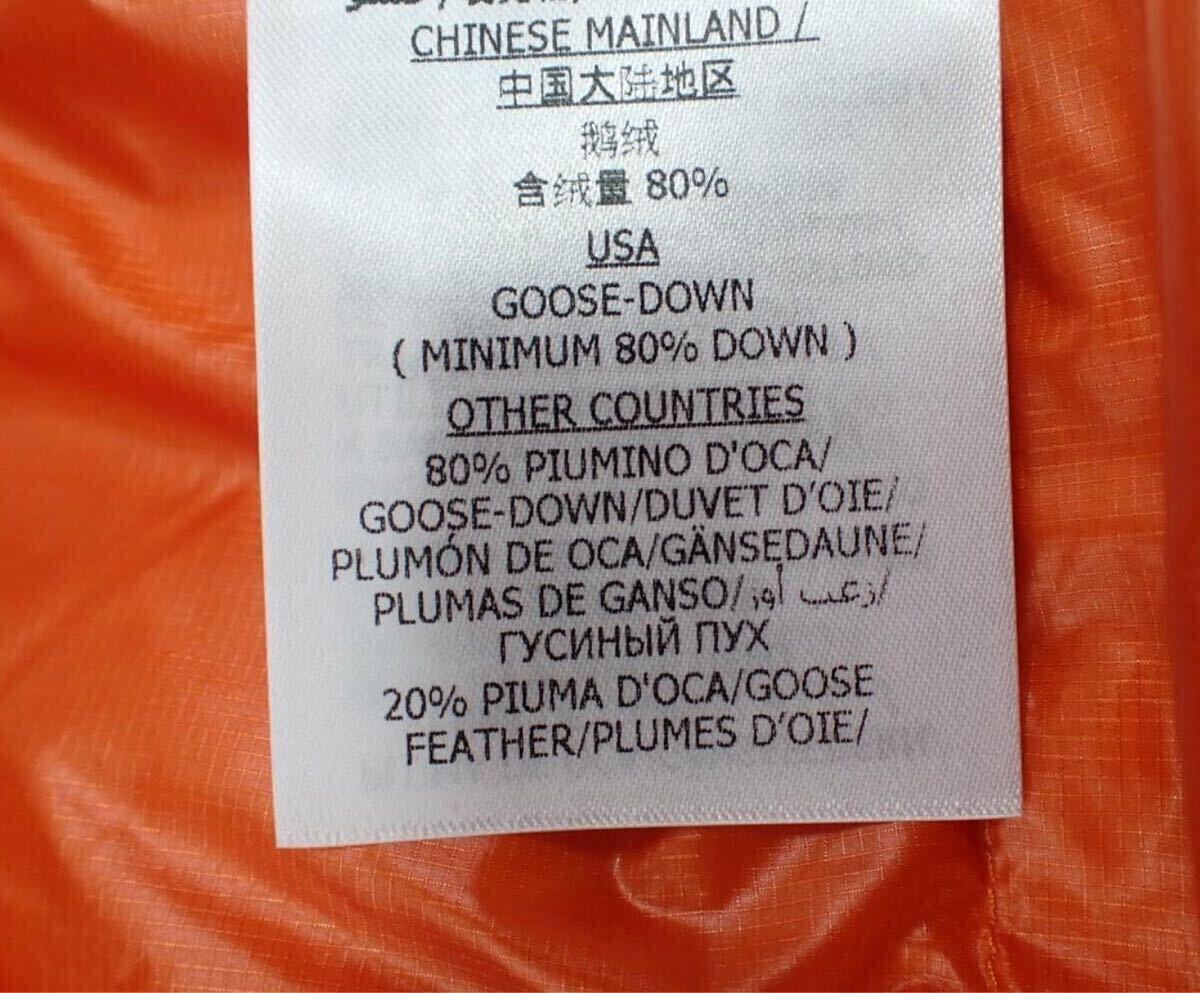 CHINESE MAINLAND /
中国大陆地区
鹅绒
含绒量 80%
USA
GOOSE-DOWN
( MINIMUM 80% DOWN )
OTHER COUNTRIES
80% PIUMINO D'OCA/
GOOSE-DOWN/DUVET D'OIE/
PLUMÓN DE OCA/GÄNSEDAUNE/
PLUMAS DE GANSO/زغب أوز/
ГУСИНЫЙ ПУХ
20% PIUMA D'OCA/GOOSE
FEATHER/PLUMES D'OIE/